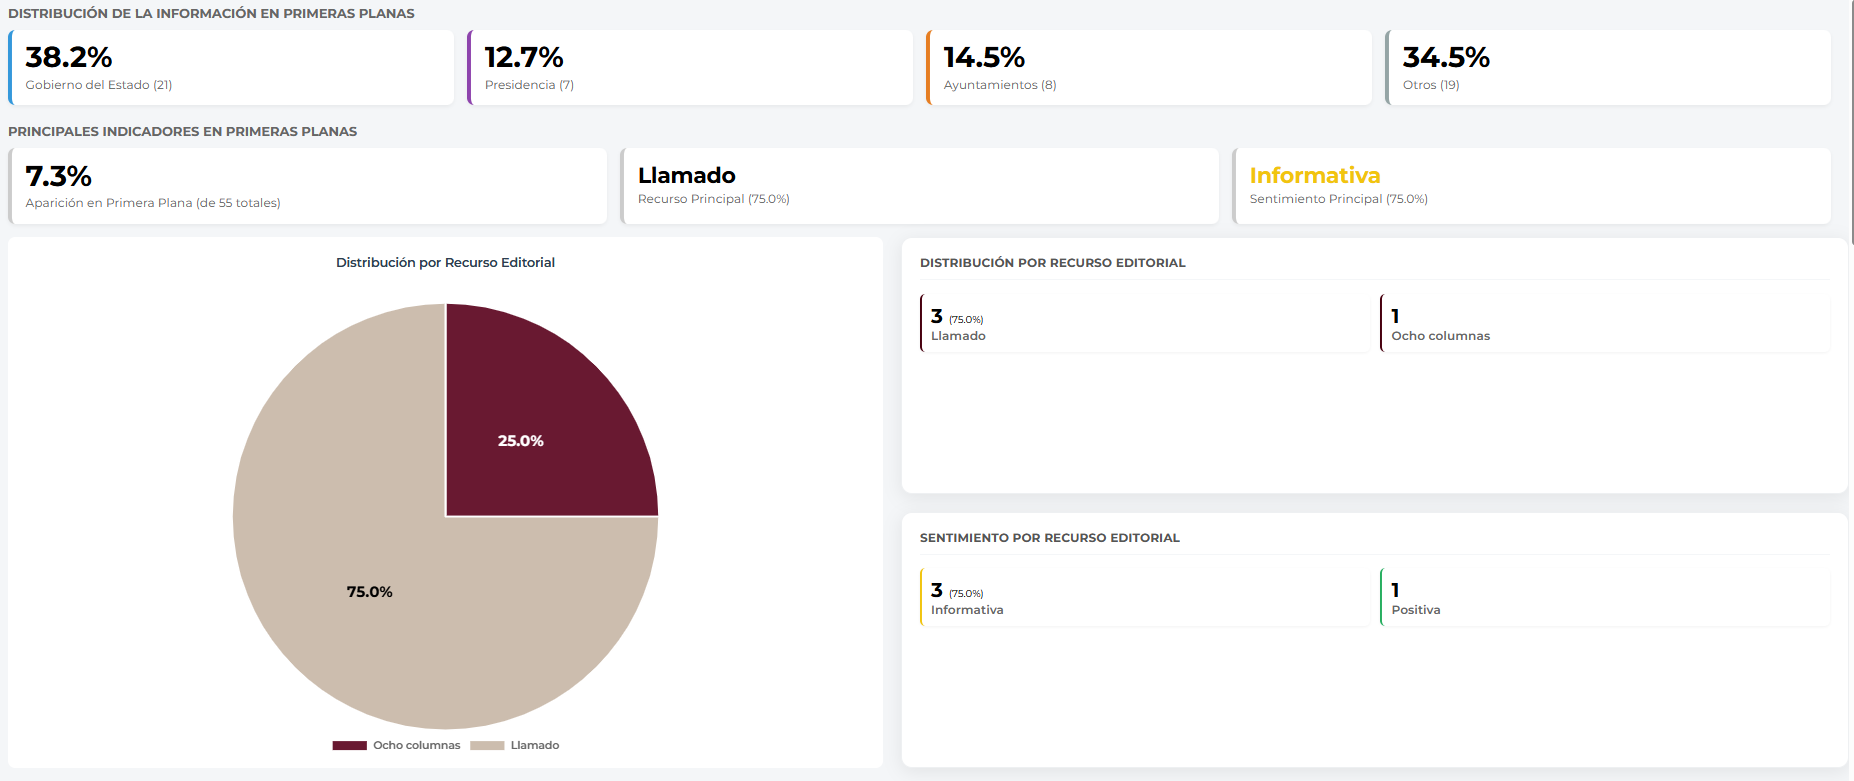 DISTRIBUCIÓN DE LA INFORMACIÓN EN PRIMERAS PLANAS
38.2%
Gobierno del Estado (21)
12.7%
Presidencia (7)
14.5%
Ayuntamientos (8)
34.5%
Otros (19)
PRINCIPALES INDICADORES EN PRIMERAS PLANAS
7.3%
Aparición en Primera Plana (de 55 totales)
Llamado
Recurso Principal (75.0%)
Informativa
Sentimiento Principal (75.0%)
Distribución por Recurso Editorial
25.0%
75.0%
Ocho columnas
Llamado
DISTRIBUCIÓN POR RECURSO EDITORIAL
3 (75.0%)
Llamado
1
Ocho columnas
SENTIMIENTO POR RECURSO EDITORIAL
3 (75.0%)
Informativa
1
Positiva